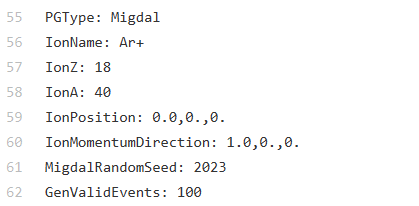 55 PGType: Migdal
56 IonName: Ar+
57 IonZ: 18
58 IonA: 40
59 IonPosition: 0.0,0.,0.
60 IonMomentumDirection: 1.0,0.,0.
61 MigdalRandomSeed: 2023
62 GenValidEvents: 100